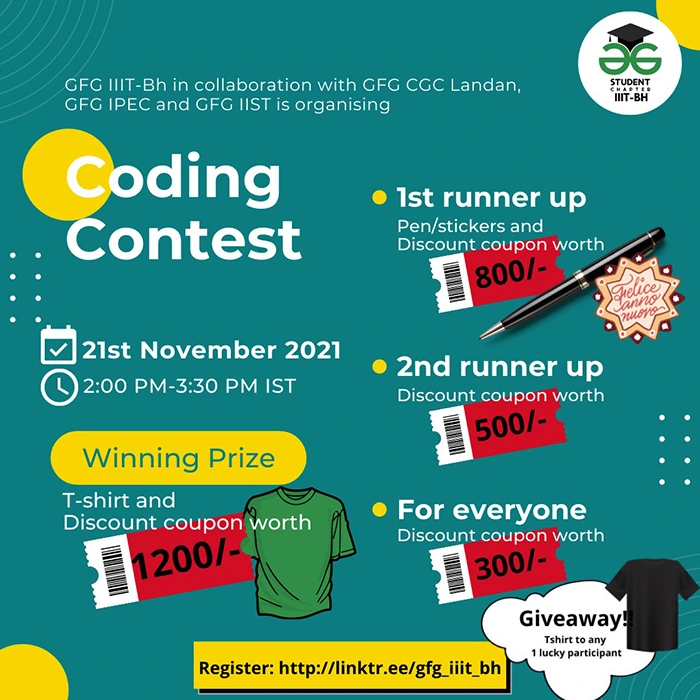 GFG IIIT-Bh in collaboration with GFG CGC Landan,
GFG IPEC and GFG IIST is organising
STUDENT
CHAPTER
IIIT-BH
Coding
Contest
21st November 2021
2:00 PM-3:30 PM IST
Winning Prize
T-shirt and
Discount coupon worth
1200/-
1st runner up
Pen/stickers and
Discount coupon worth
800/-
felice
anno
nuovo
2nd runner up
Discount coupon worth
500/-
For everyone
Discount coupon worth
300/-
Giveaway!!
Tshirt to any
1 lucky participant
Register: http://linktr.ee/gfg_iiit_bh